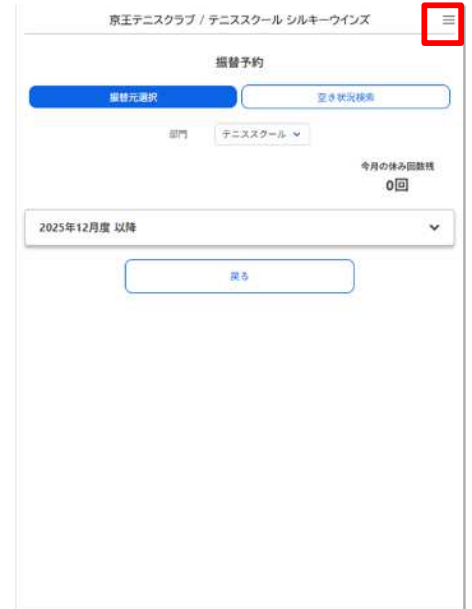 京王テニスクラブ / テニススクール シルキーウインズ
振替予約
振替元選択 空き状況検索
部門 テニススクール
今月の休み回数残
0回
2025年12月度 以降
戻る